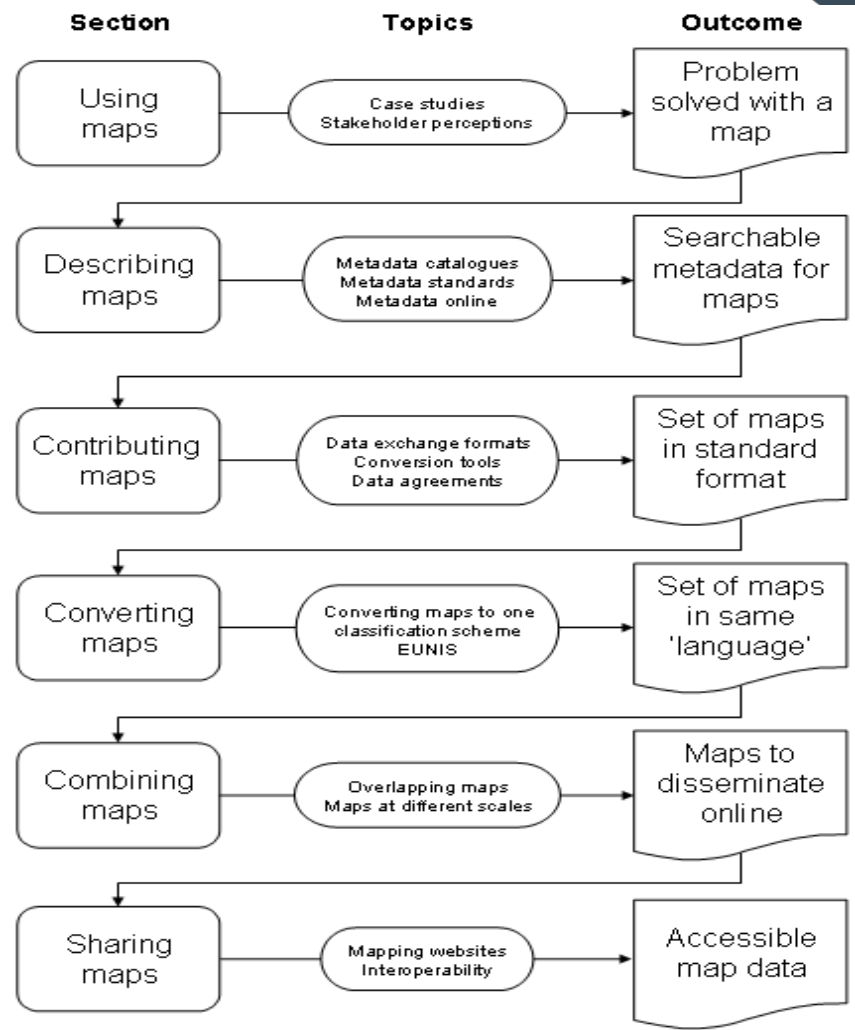 Section
Topics
Outcome
Using
maps
Case studies
Stakeholder perceptions
Problem
solved with a
map
Describing
maps
Metadata catalogues
Metadata standards
Metadata online
Searchable
metadata for
maps
Contributing
maps
Data exchange formats
Conversion tools
Data agreements
Set of maps
in standard
format
Converting
maps
Converting maps to one
classification scheme
EUNIS
Set of maps
in same
'language'
Combining
maps
Overlapping maps
Maps at different scales
Maps to
disseminate
online
Sharing
maps
Mapping websites
Interoperability
Accessible
map data